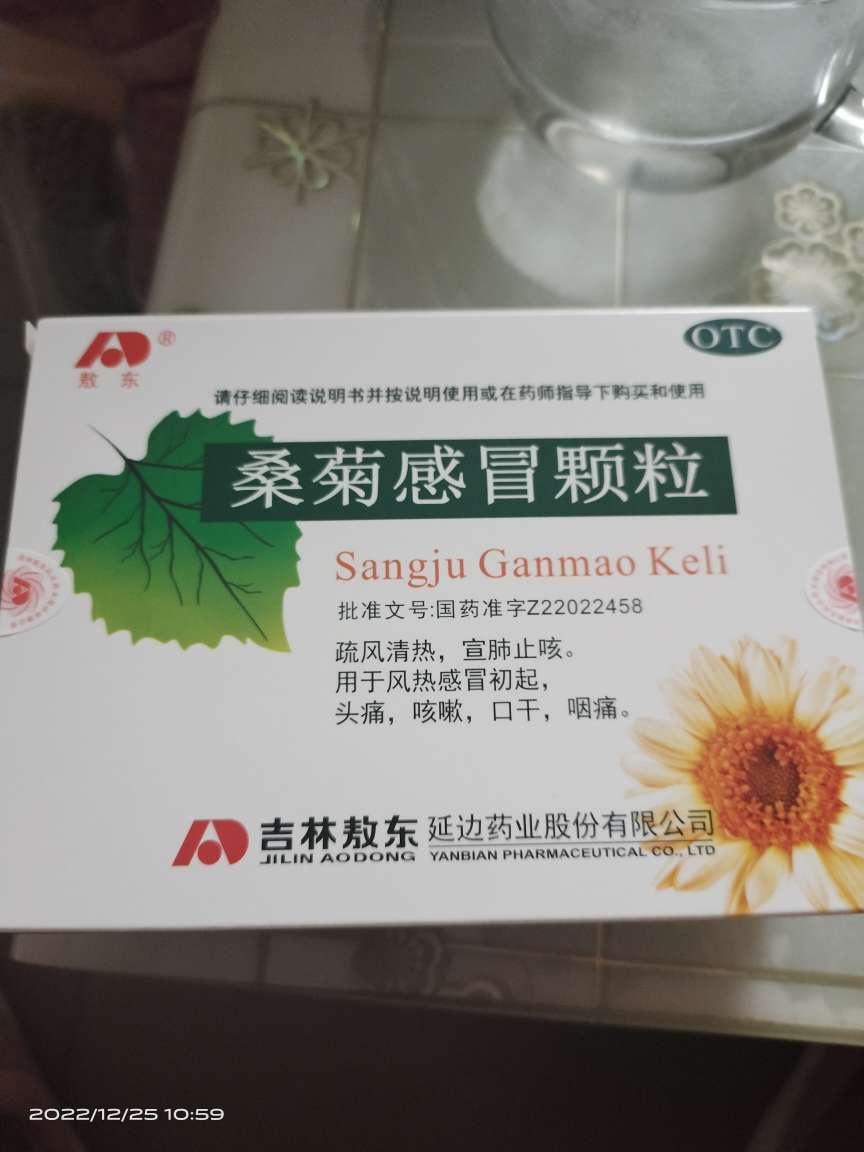 敖东
®
OTC
请仔细阅读说明书并按说明使用或在药师指导下购买和使用
桑菊感冒颗粒
Sangju Ganmao Keli
批准文号:国药准字Z22022458
疏风清热，宣肺止咳。
用于风热感冒初起，
头痛，咳嗽，口干，咽痛。
吉林敖东 延边药业股份有限公司
JILIN AODONG YANBIAN PHARMACEUTICAL CO., LTD
2022/12/25 10:59